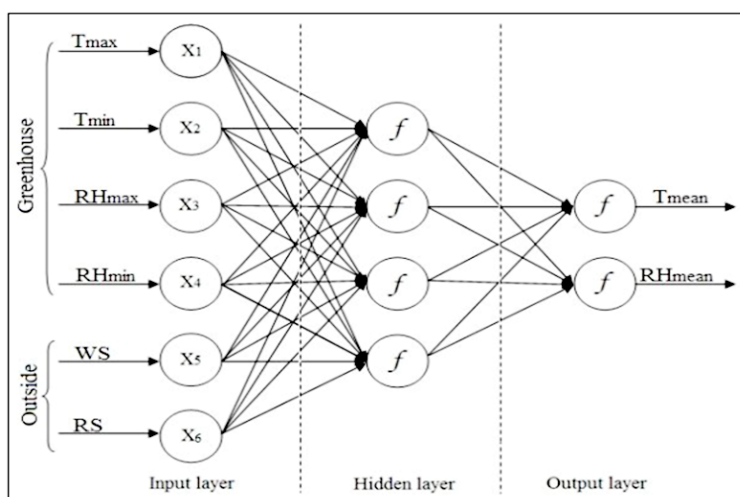 Greenhouse
Tmax
X1
Tmin
X2
RHmax
X3
RHmin
X4
Outside
WS
X5
RS
X6
f
f
f
f
f
Tmean
f
RHmean
Input layer
Hidden layer
Output layer